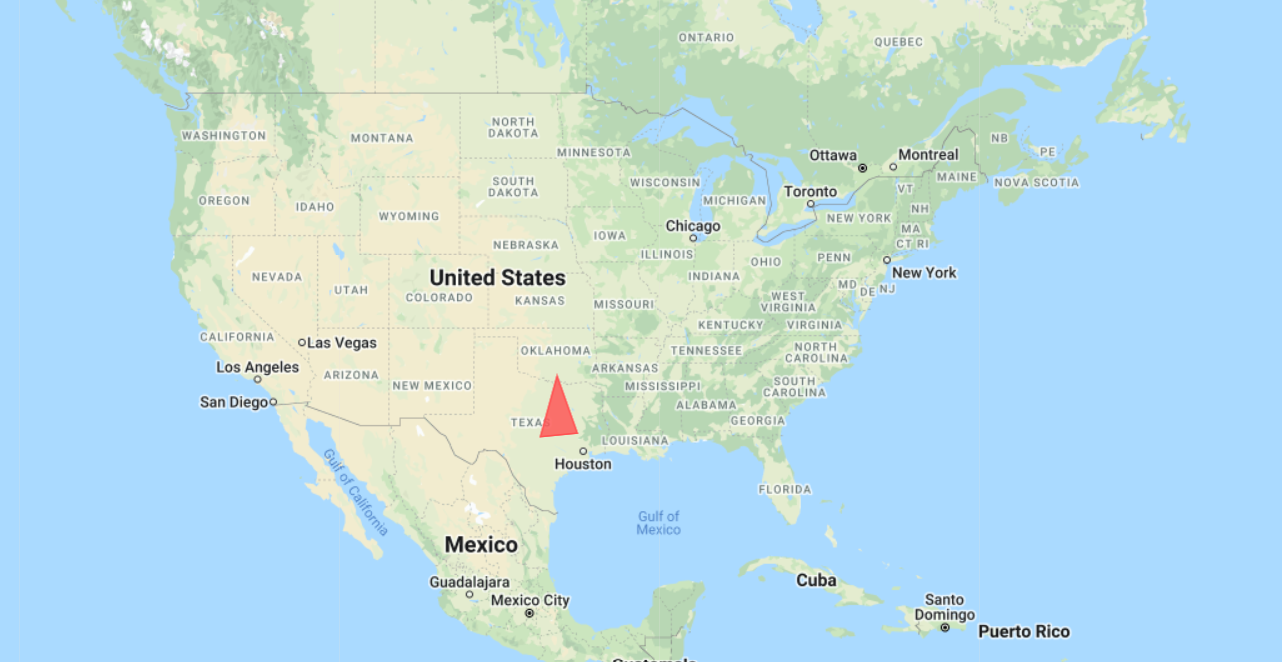 ONTARIO
QUEBEC
WASHINGTON
MONTANA
NORTH
DAKOTA
MINNESOTA
Ottawa
Montreal
NB
PE
MAINE
NOVA SCOTIA
OREGON
IDAHO
WYOMING
SOUTH
DAKOTA
WISCONSIN
MICHIGAN
Toronto
VT
NH
NEW YORK
MA
CT RI
Chicago
IOWA
NEBRASKA
ILLINOIS
INDIANA
OHIO
PENN
New York
NEVADA
UTAH
United States
COLORADO
KANSAS
MISSOURI
WEST
VIRGINIA
MD
DE
NJ
KENTUCKY
VIRGINIA
CALIFORNIA
Las Vegas
OKLAHOMA
TENNESSEE
NORTH
CAROLINA
Los Angeles
ARIZONA
NEW MEXICO
ARKANSAS
MISSISSIPPI
SOUTH
CAROLINA
San Diego
ALABAMA
GEORGIA
TEXAS
LOUISIANA
Houston
Gulf of California
FLORIDA
Gulf of
Mexico
Mexico
Guadalajara
Mexico City
Cuba
Santo
Domingo
Puerto Rico